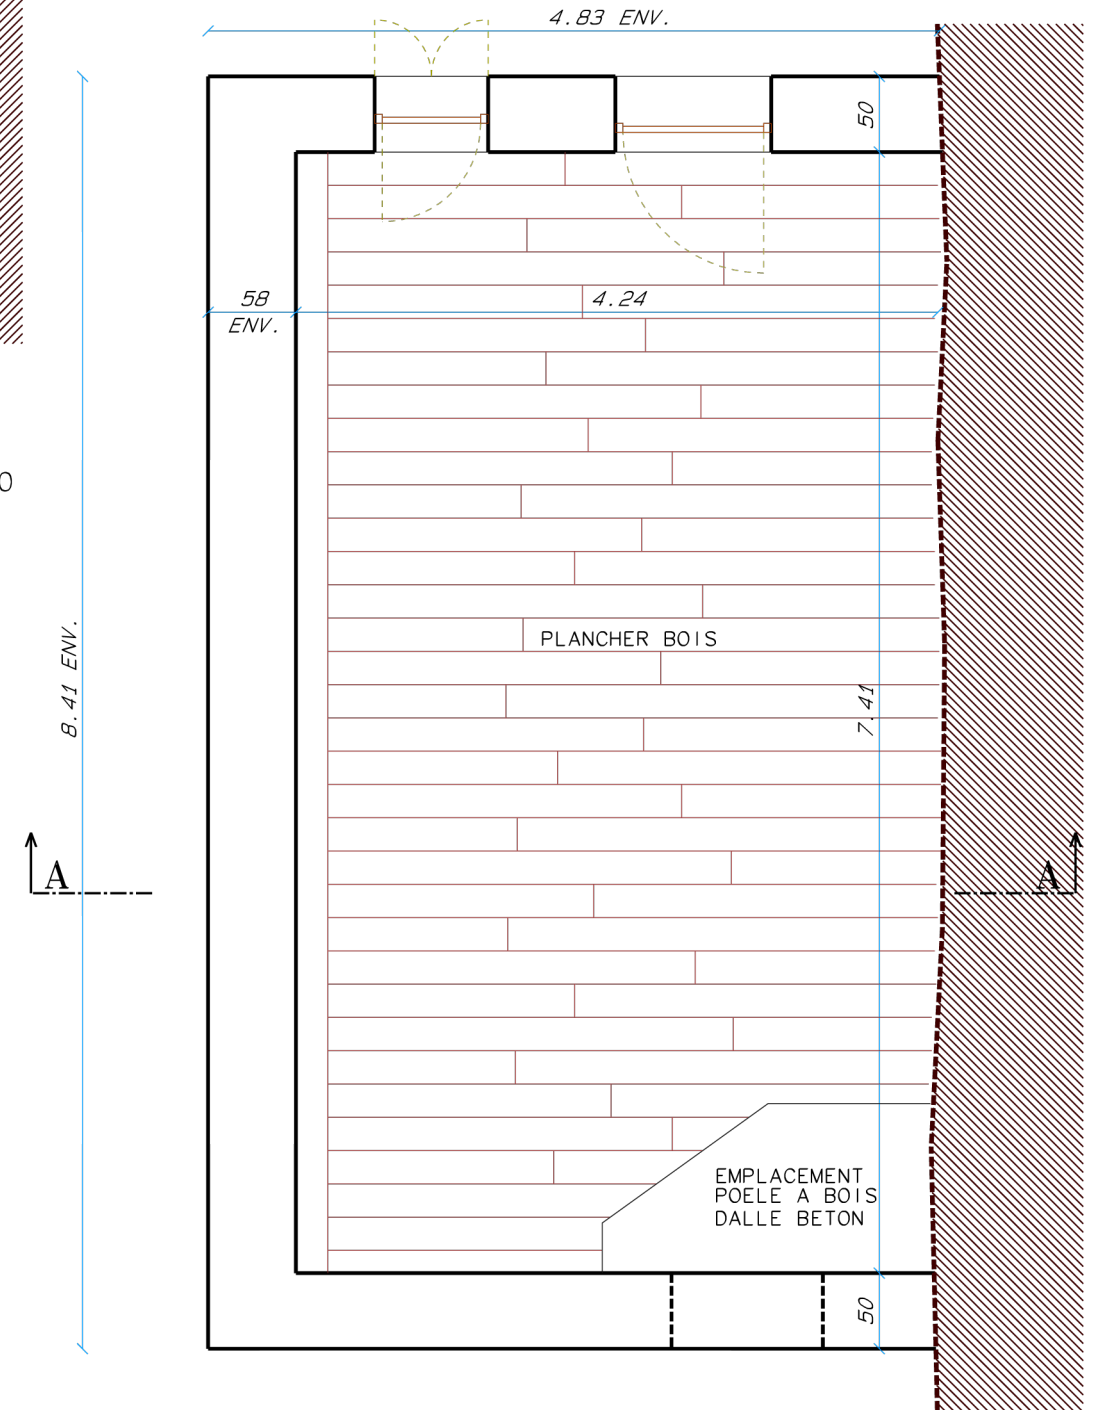 4.83 ENV.
50
58
ENV.
4.24
0
8.41 ENV.
PLANCHER BOIS
7.41
A
A
EMPLACEMENT
POELE A BOIS
DALLE BETON
50